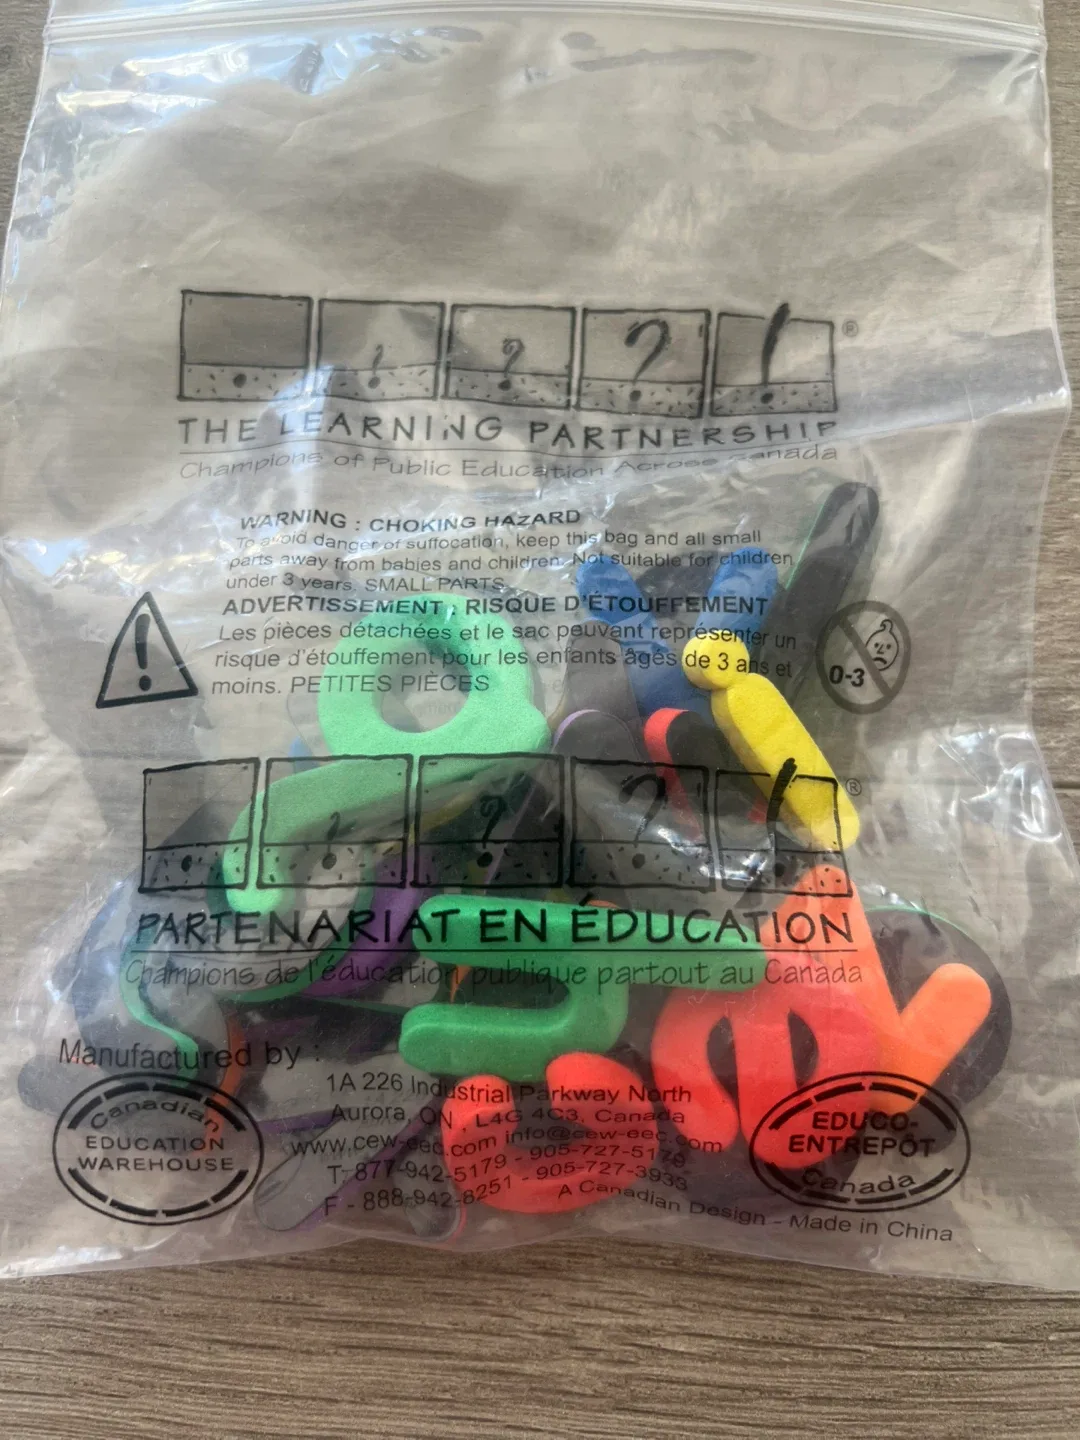 THE LEARNING PARTNERSHIP ®
Champions of Public Education Across Canada
WARNING : CHOKING HAZARD
To avoid danger of suffocation, keep this bag and all small
parts away from babies and children. Not suitable for children
under 3 years. SMALL PARTS.
ADVERTISSEMENT : RISQUE D'ÉTOUFFEMENT
Les pièces détachées et le sac peuvant représenter un
risque d'étouffement pour les enfants âgés de 3 ans et
moins. PETITES PIÈCES
0-3
PARTENARIAT EN ÉDUCATION ®
Champions de l'éducation publique partout au Canada
Manufactured by :
Canadian
EDUCATION
WAREHOUSE
1A 226 Industrial Parkway North
Aurora, ON , L4G 4C3, Canada
www.cew-eec.com info@cew-eec.com
T- 877-942-5179 - 905-727-5179
F - 888-942-8251 - 905-727-3933
A Canadian Design - Made in China
EDUCO-
ENTREPÔT
Canada